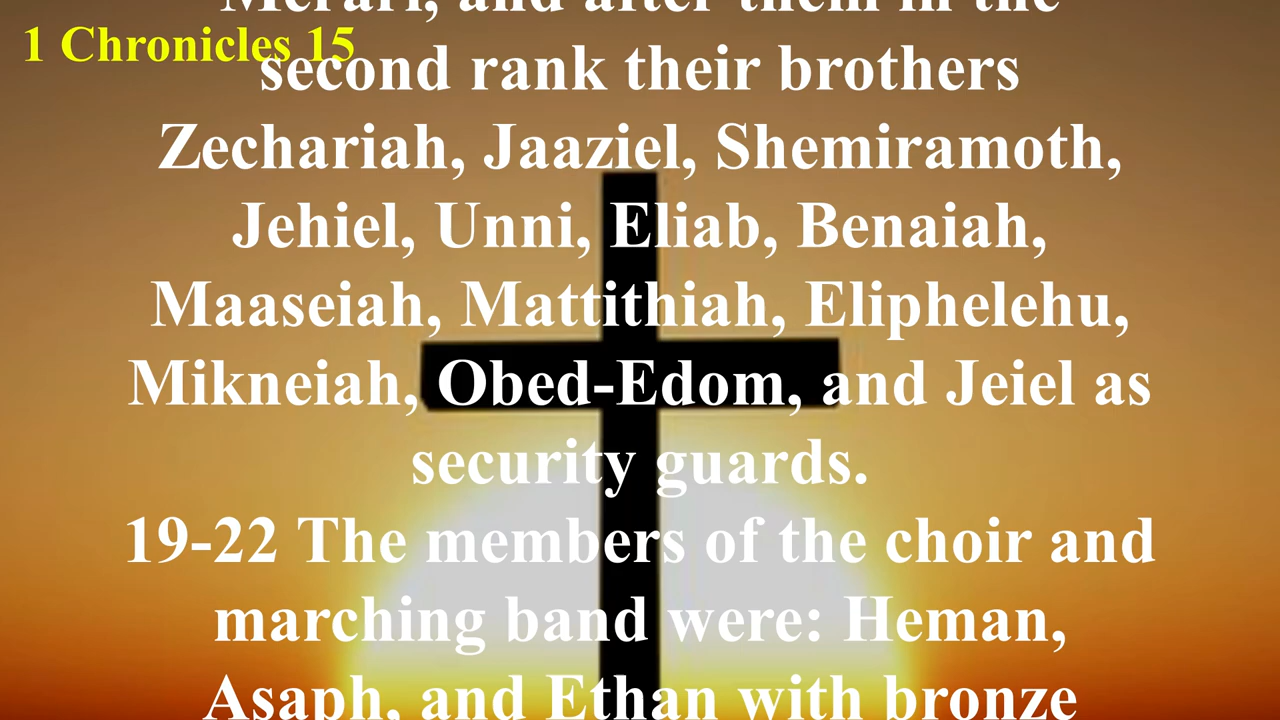 Merari, and after them in the
1 Chronicles 15
second rank their brothers
Zechariah, Jaaziel, Shemiramoth,
Jehiel, Unni, Eliab, Benaiah,
Maaseiah, Mattithiah, Eliphelehu,
Mikneiah, Obed-Edom, and Jeiel as
security guards.
19-22 The members of the choir and
marching band were: Heman,
Asaph, and Ethan with bronze